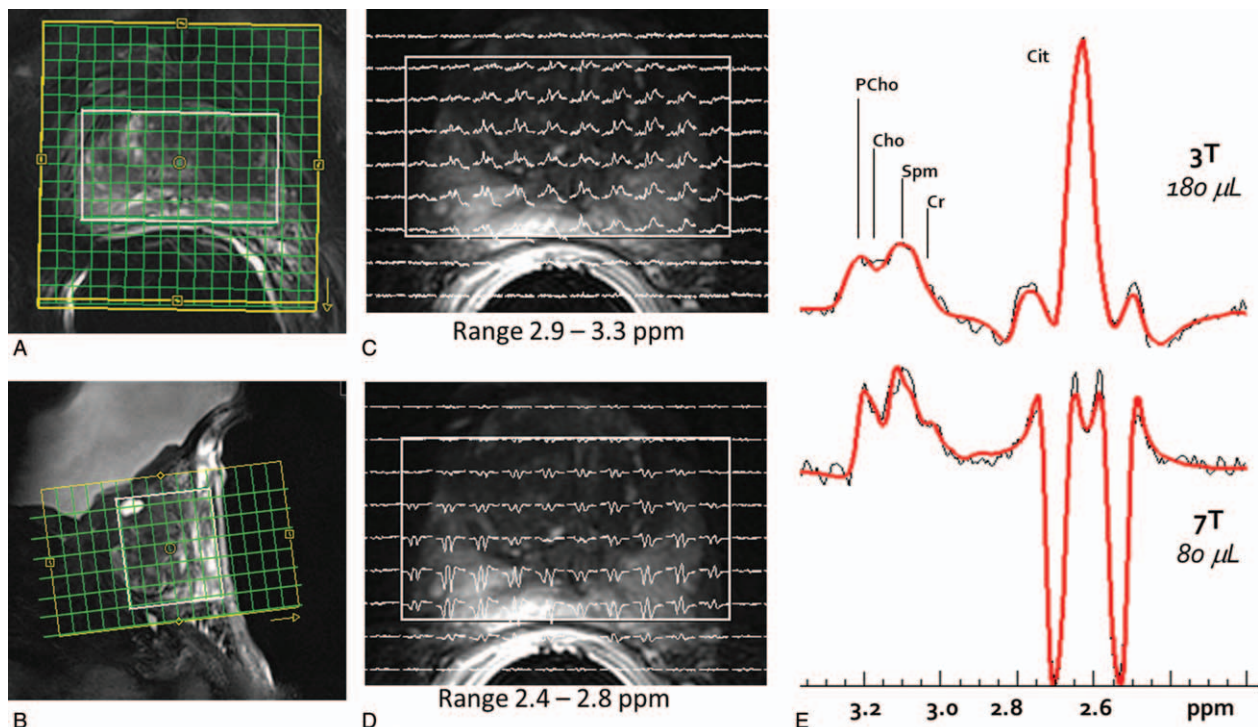 A
B
C
Range 2.9 – 3.3 ppm
D
Range 2.4 – 2.8 ppm
E
PCho
Cho
Spm
Cr
Cit
3T
180 µL
7T
80 µL
3.2 3.0 2.8 2.6 ppm